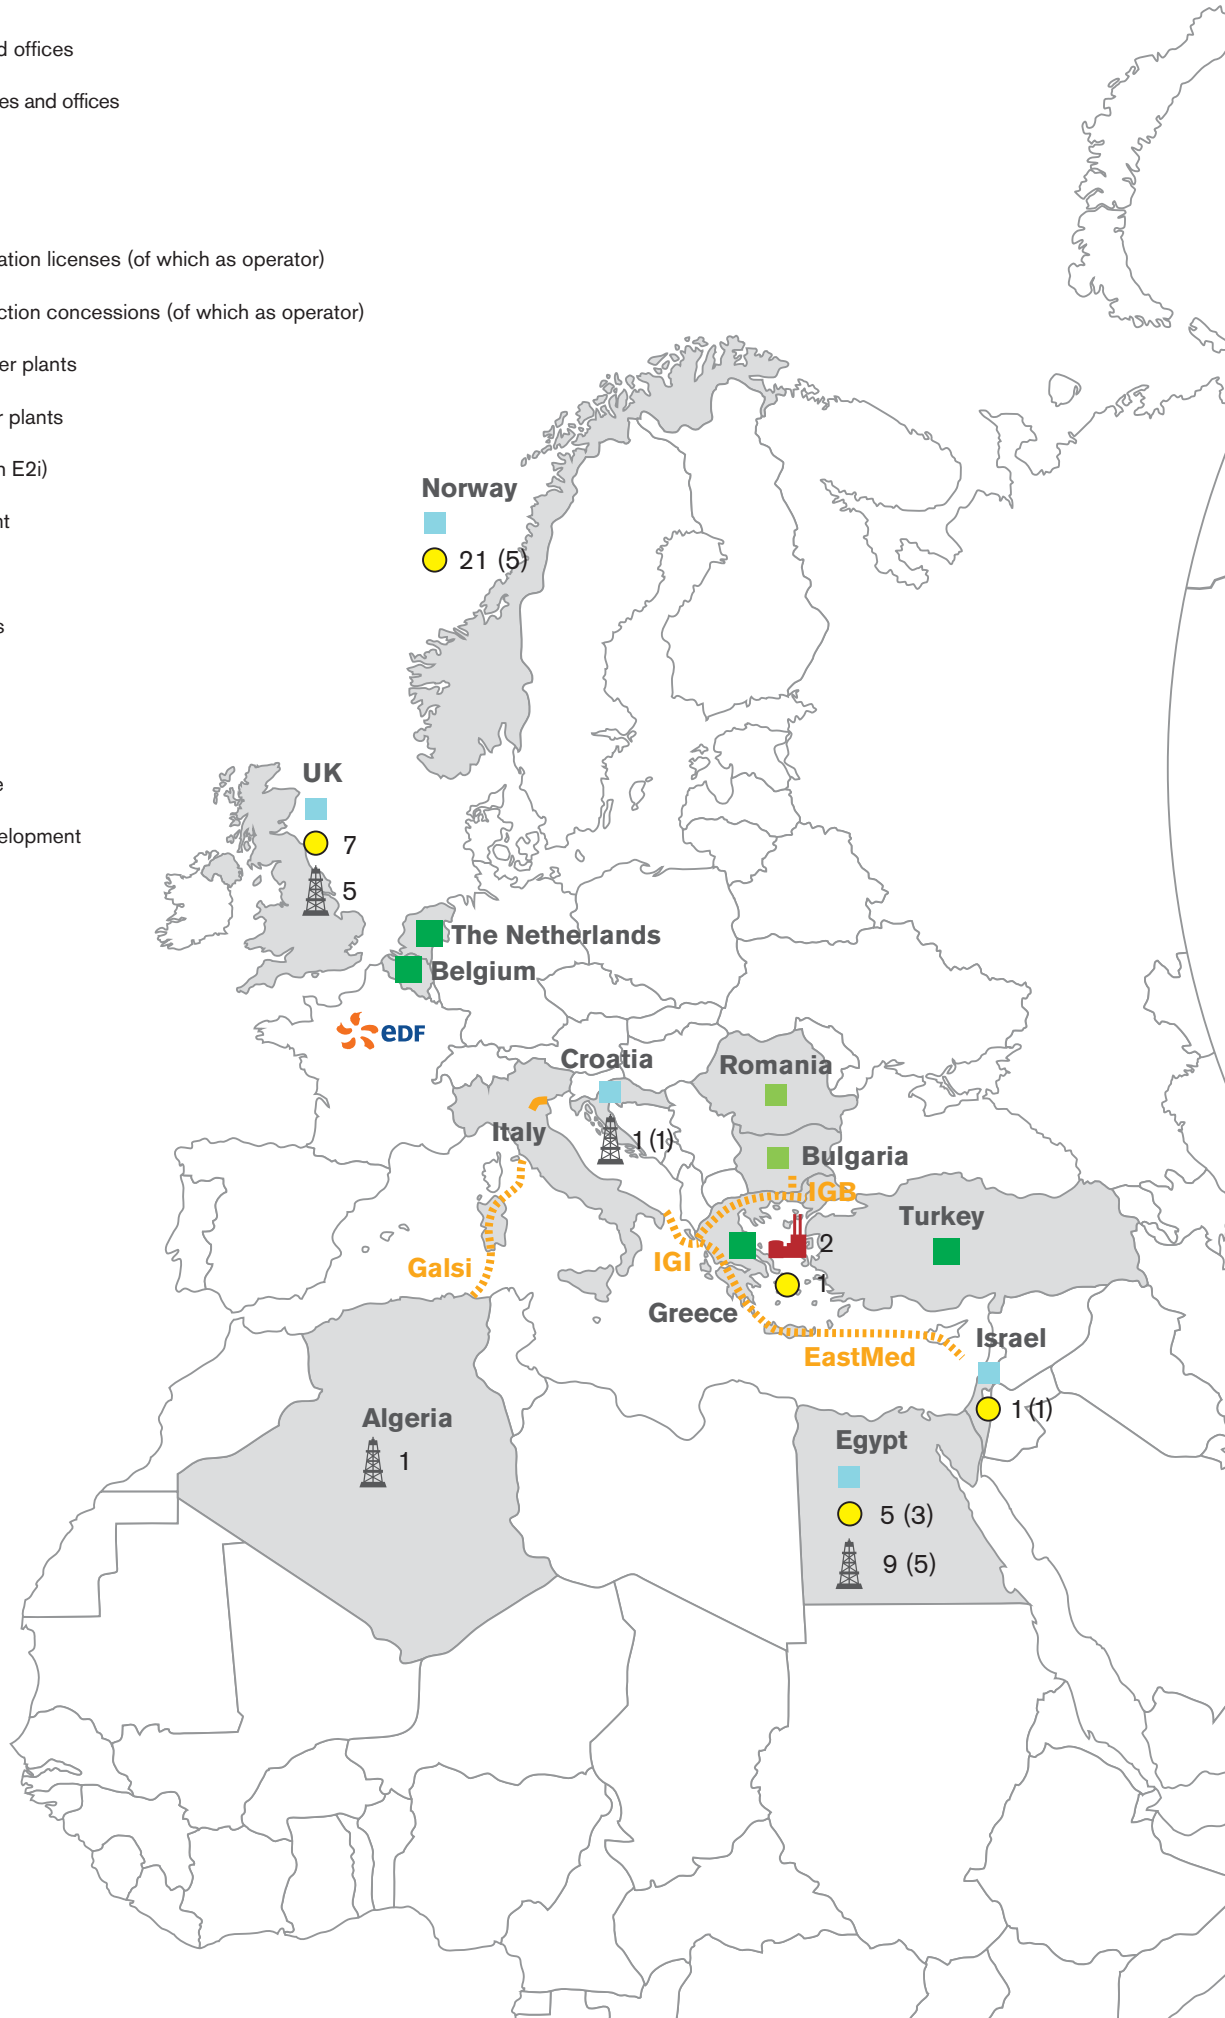 d offices
es and offices
ation licenses (of which as operator)
ction concessions (of which as operator)
er plants
r plants
n E2i)
nt
s
e
elopment
Norway
21 (5)
UK
7
5
The Netherlands
Belgium
eDF
Croatia
1 (1)
Romania
Italy
Bulgaria
IGB
Turkey
2
1
Galsi
IGI
Greece
EastMed
Israel
1 (1)
Algeria
1
Egypt
5 (3)
9 (5)